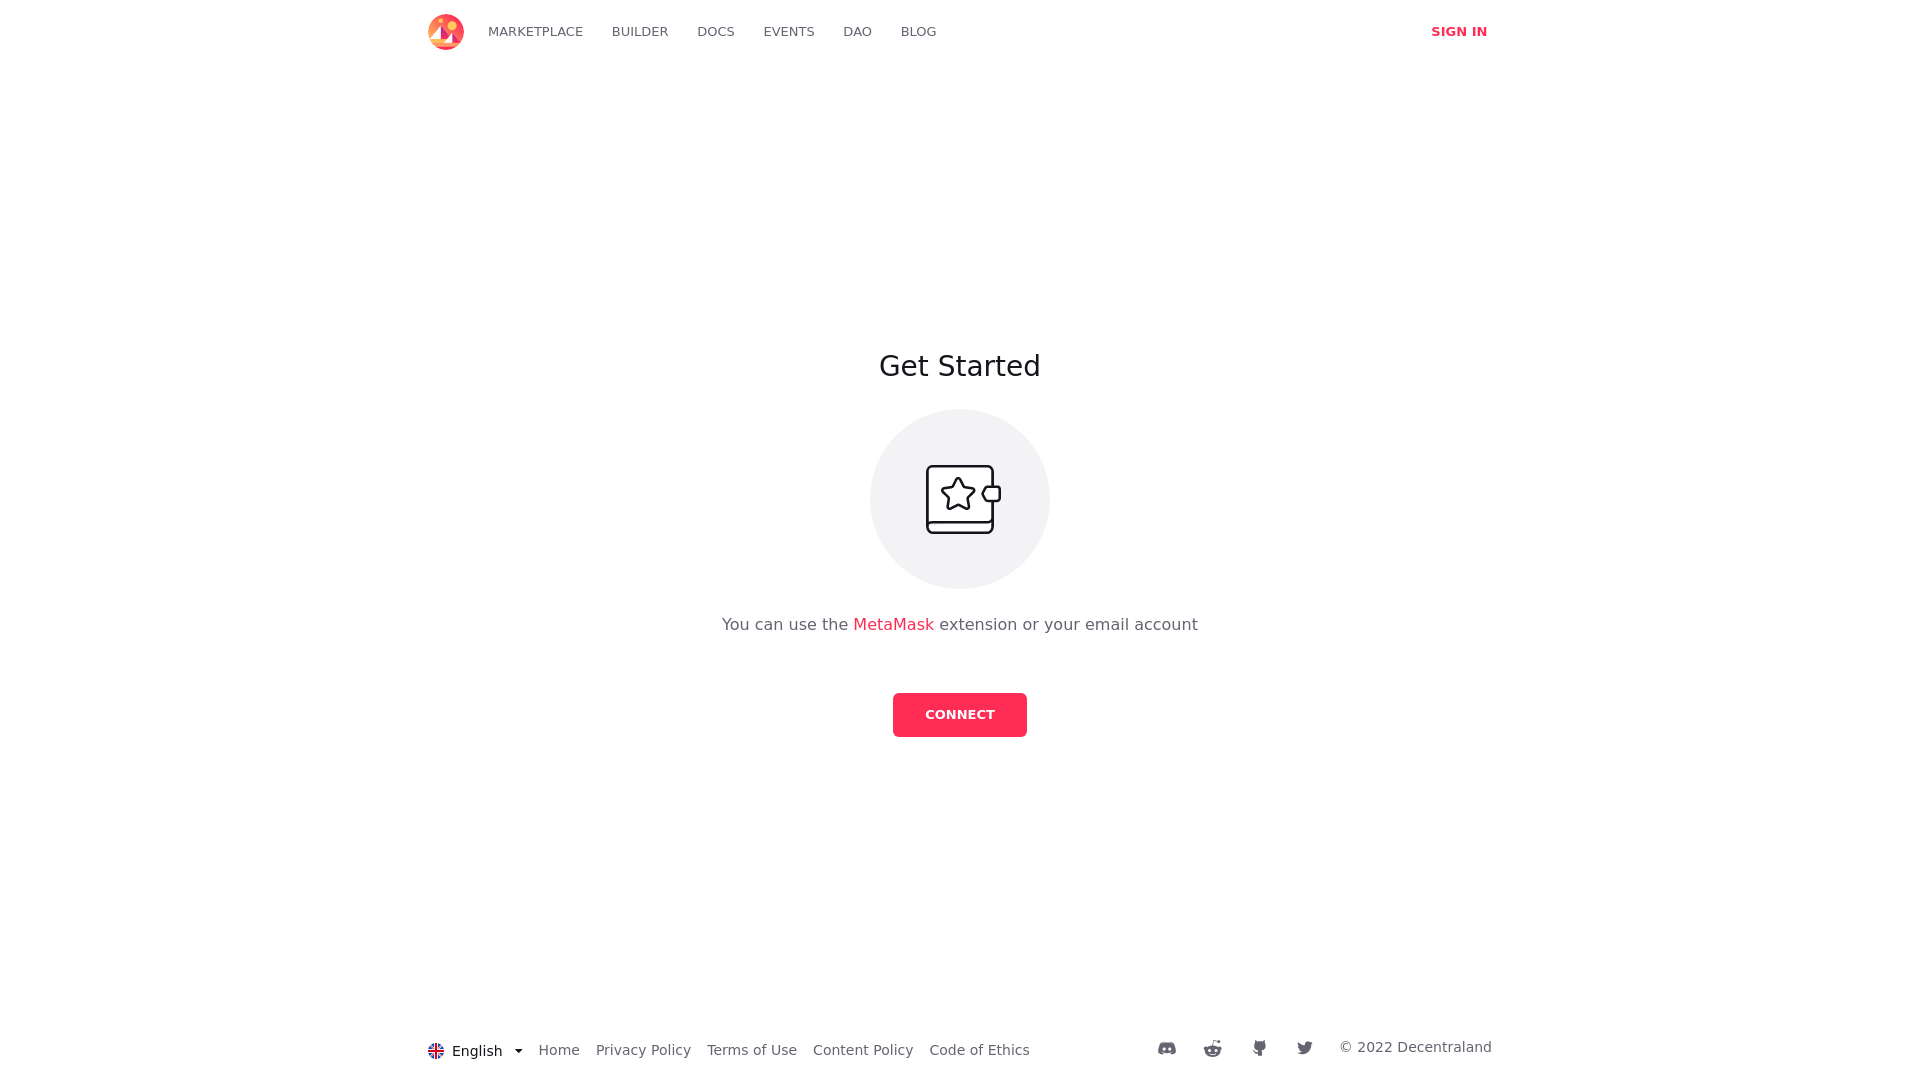 MARKETPLACE BUILDER DOCS EVENTS DAO BLOG SIGN IN
Get Started
You can use the MetaMask extension or your email account
CONNECT
English Home Privacy Policy Terms of Use Content Policy Code of Ethics © 2022 Decentraland